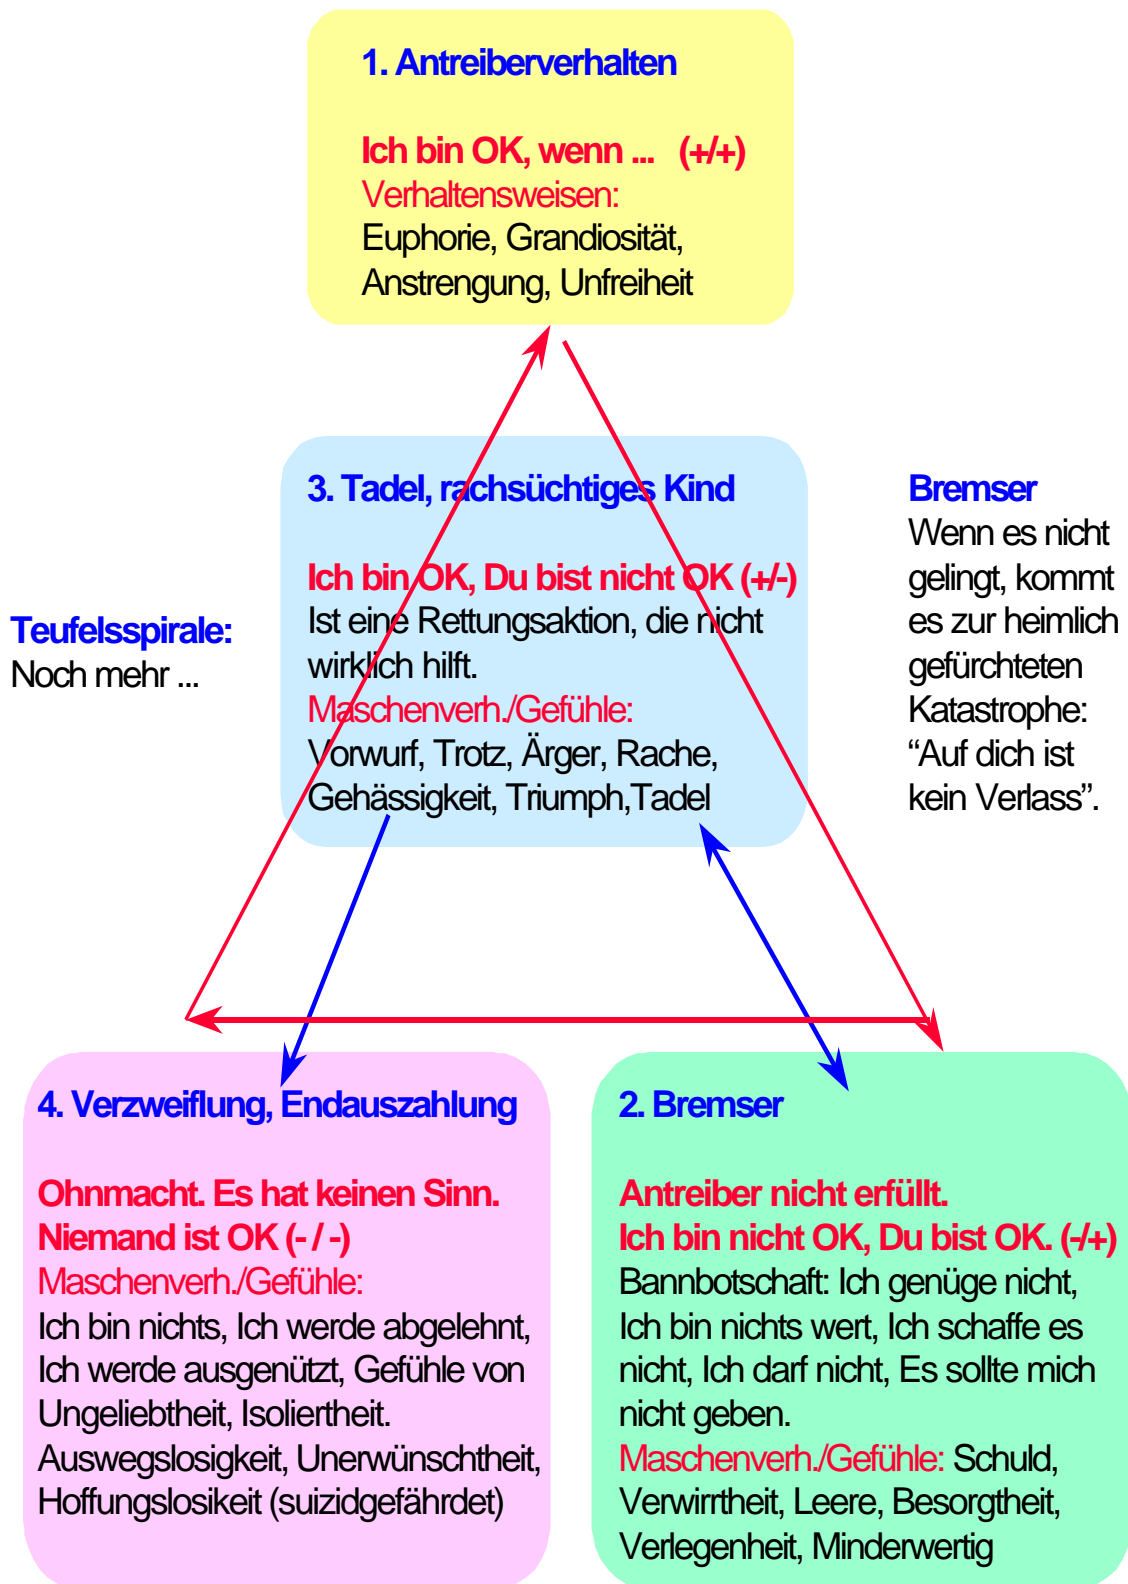 1. Antreiberverhalten
Ich bin OK, wenn ... (+/+)
Verhaltensweisen:
Euphorie, Grandiosität,
Anstrengung, Unfreiheit
3. Tadel, rachsüchtiges Kind
Ich bin OK, Du bist nicht OK (+/-)
Ist eine Rettungsaktion, die nicht
wirklich hilft.
Maschenverh./Gefühle:
Vorwurf, Trotz, Ärger, Rache,
Gehässigkeit, Triumph,Tadel
Bremser
Wenn es nicht
gelingt, kommt
es zur heimlich
gefürchteten
Katastrophe:
“Auf dich ist
kein Verlass”.
Teufelsspirale:
Noch mehr ...
4. Verzweiflung, Endauszahlung
Ohnmacht. Es hat keinen Sinn.
Niemand ist OK (- / -)
Maschenverh./Gefühle:
Ich bin nichts, Ich werde abgelehnt,
Ich werde ausgenützt, Gefühle von
Ungeliebtheit, Isoliertheit.
Auswegslosigkeit, Unerwünschtheit,
Hoffungslosikeit (suizidgefährdet)
2. Bremser
Antreiber nicht erfüllt.
Ich bin nicht OK, Du bist OK. (-/+)
Bannbotschaft: Ich genüge nicht,
Ich bin nichts wert, Ich schaffe es
nicht, Ich darf nicht, Es sollte mich
nicht geben.
Maschenverh./Gefühle: Schuld,
Verwirrtheit, Leere, Besorgtheit,
Verlegenheit, Minderwertig